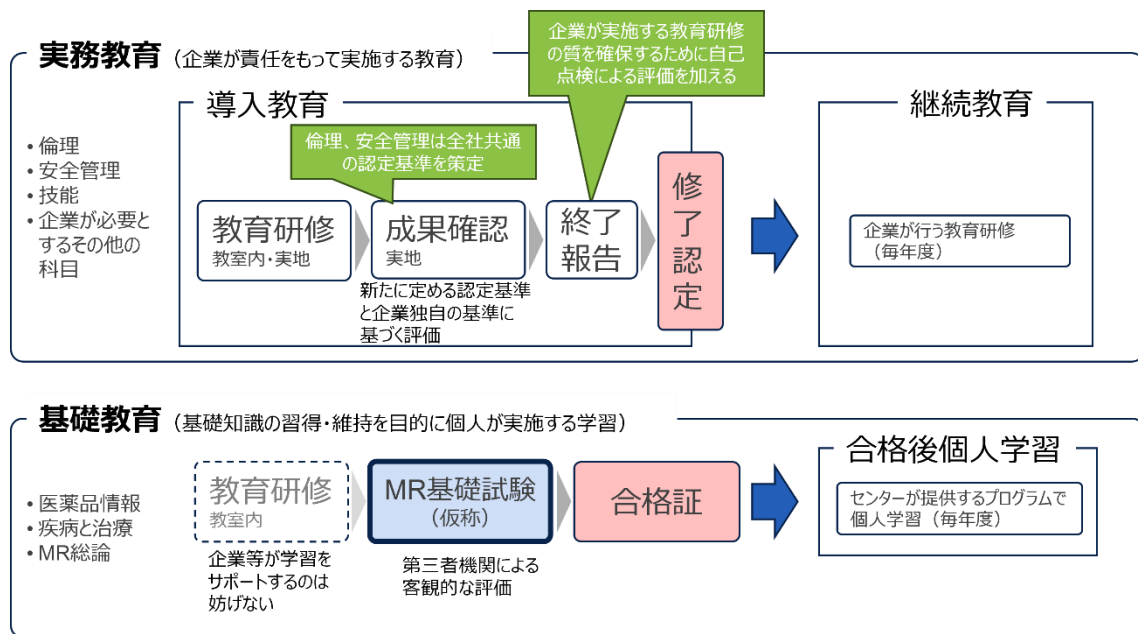 実務教育（企業が責任をもって実施する教育）
企業が実施する教育研修
の質を確保するために自己
点検による評価を加える
• 倫理
• 安全管理
• 技能
• 企業が必要と
するその他の
科目
導入教育
倫理、安全管理は全社共通
の認定基準を策定
教育研修
教室内・実地
成果確認
実地
新たに定める認定基準
と企業独自の基準に
基づく評価
終了
報告
修了認定
継続教育
企業が行う教育研修
（毎年度）
基礎教育（基礎知識の習得・維持を目的に個人が実施する学習）
• 医薬品情報
• 疾病と治療
• MR総論
教育研修
教室内
企業等が学習を
サポートするのは
妨げない
MR基礎試験
（仮称）
第三者機関による
客観的な評価
合格証
合格後個人学習
センターが提供するプログラムで
個人学習（毎年度）